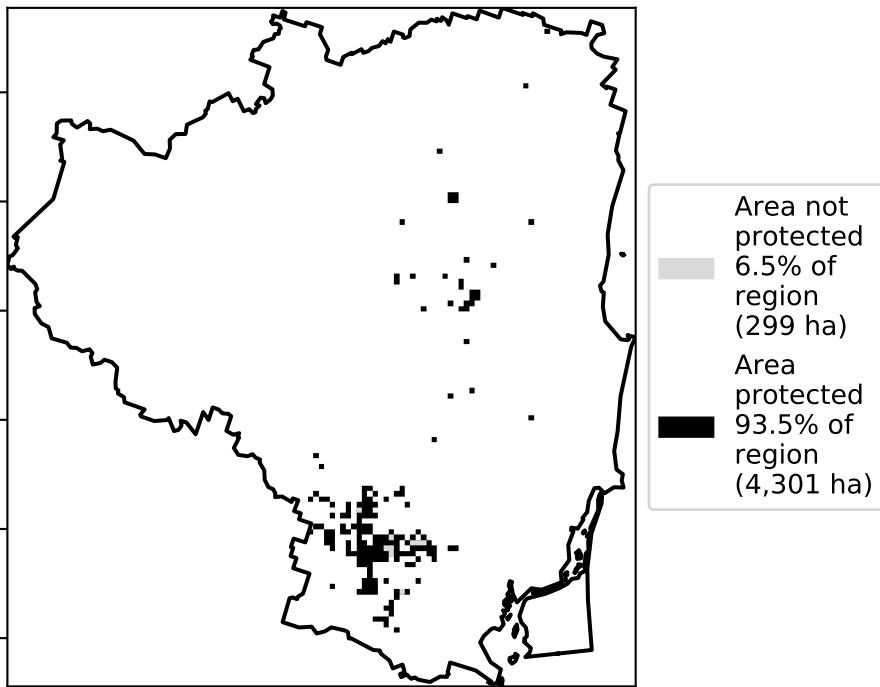 Area not
protected
6.5% of
region
(299 ha)
Area
protected
93.5% of
region
(4,301 ha)